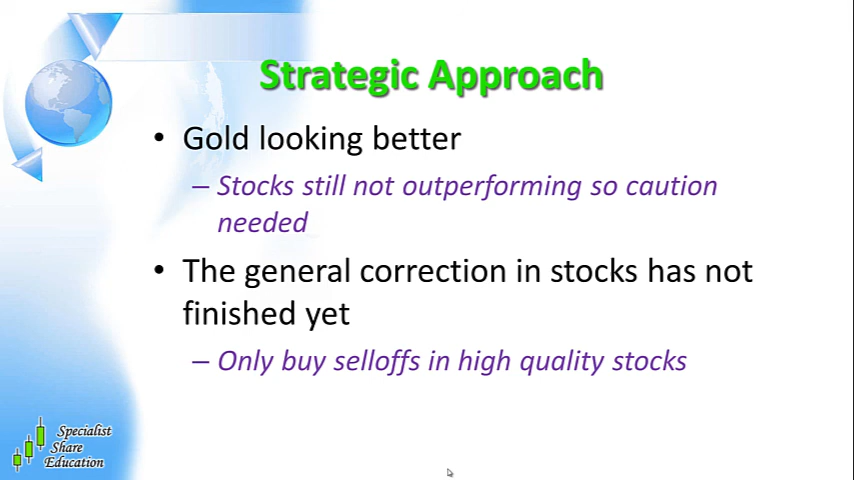 Strategic Approach
• Gold looking better
– Stocks still not outperforming so caution
needed
• The general correction in stocks has not
finished yet
– Only buy selloffs in high quality stocks
Specialist
Share
Education